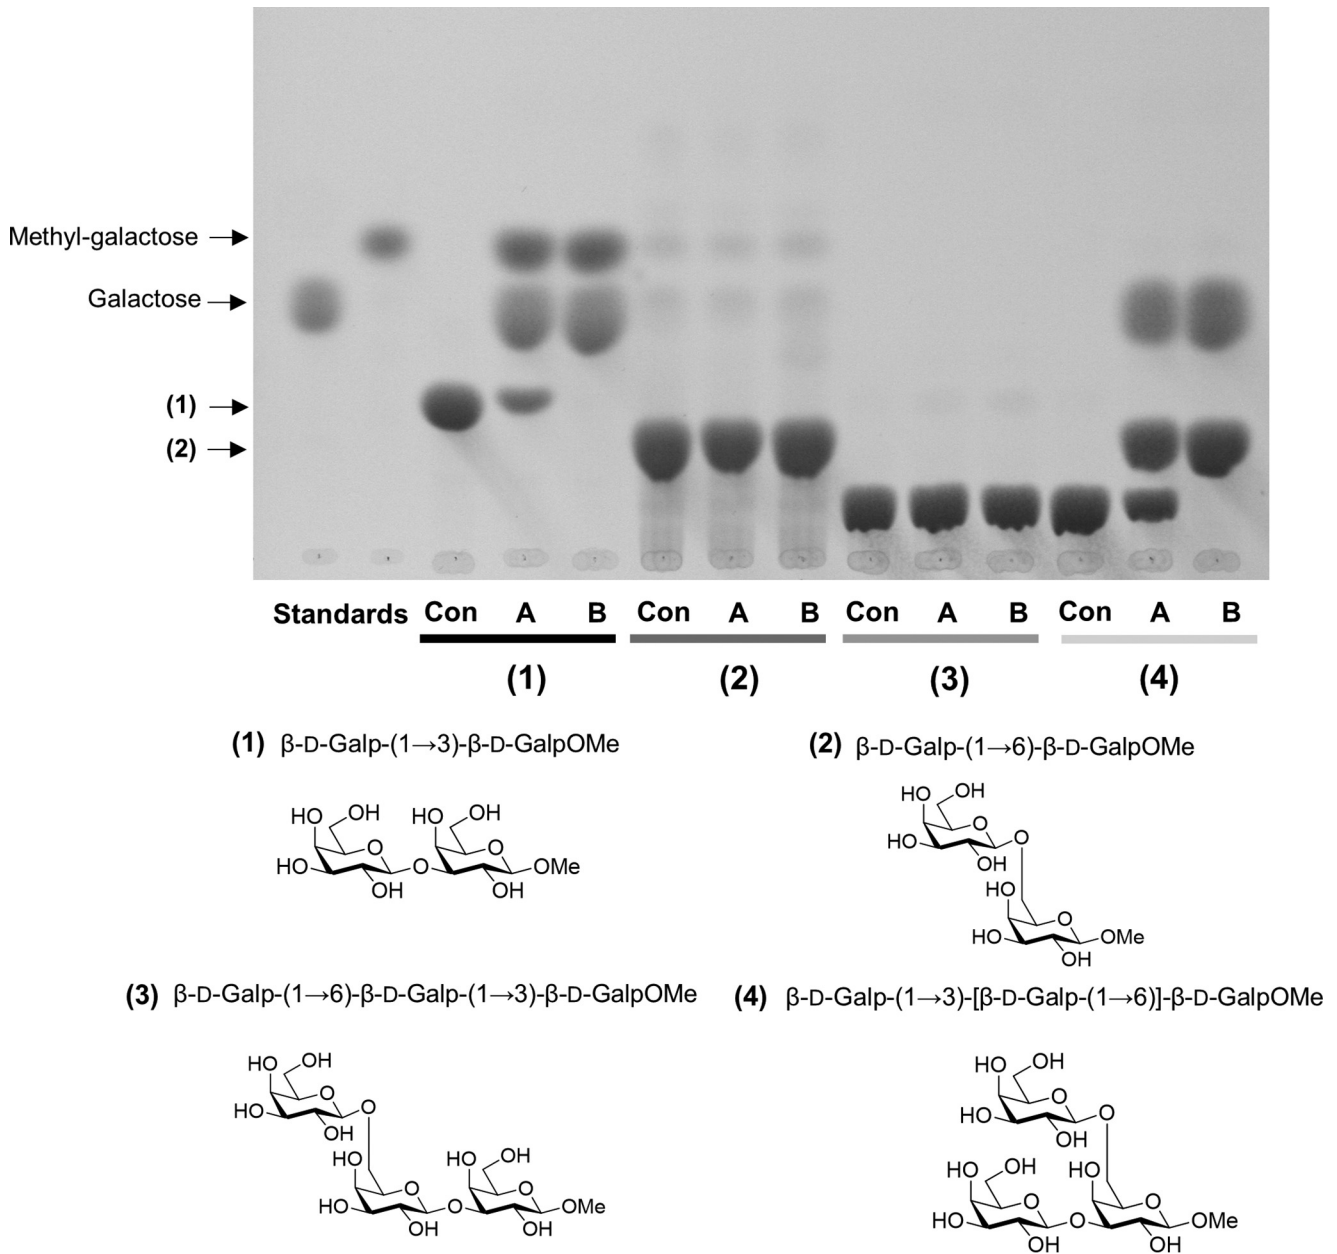 Methyl-galactose
Galactose
(1)
(2)
Standards Con A B Con A B Con A B Con A B
(1) (2) (3) (4)
(1) β-D-Galp-(1→3)-β-D-GalpOMe
(2) β-D-Galp-(1→6)-β-D-GalpOMe
HO OH HO OH
O O
HO O OMe
OH OH
HO OH
O O
HO OH
HO
O
HO OMe
OH
(3) β-D-Galp-(1→6)-β-D-Galp-(1→3)-β-D-GalpOMe
(4) β-D-Galp-(1→3)-[β-D-Galp-(1→6)]-β-D-GalpOMe
HO OH
O O
HO OH
HO HO OH
O O
HO O OMe
OH OH
HO OH
O O
HO OH
HO OH HO
O O
HO O OMe
OH OH